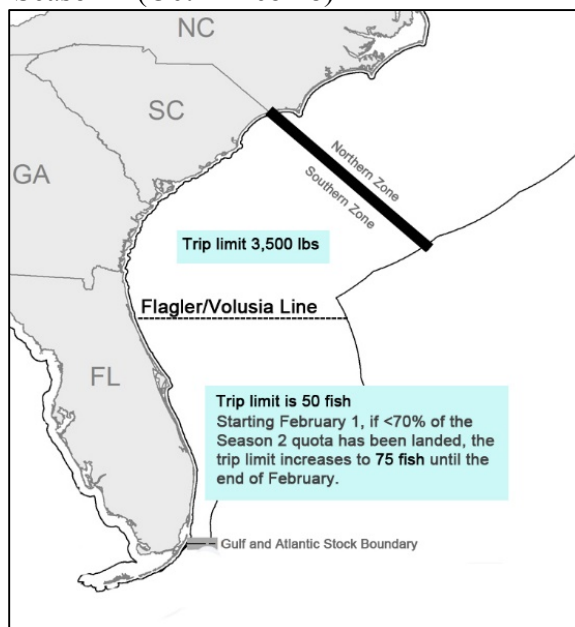 NC
SC
GA
Northern Zone
Southern Zone
Trip limit 3,500 lbs
Flagler/Volusia Line
FL
Trip limit is 50 fish
Starting February 1, if <70% of the
Season 2 quota has been landed, the
trip limit increases to 75 fish until the
end of February.
Gulf and Atlantic Stock Boundary